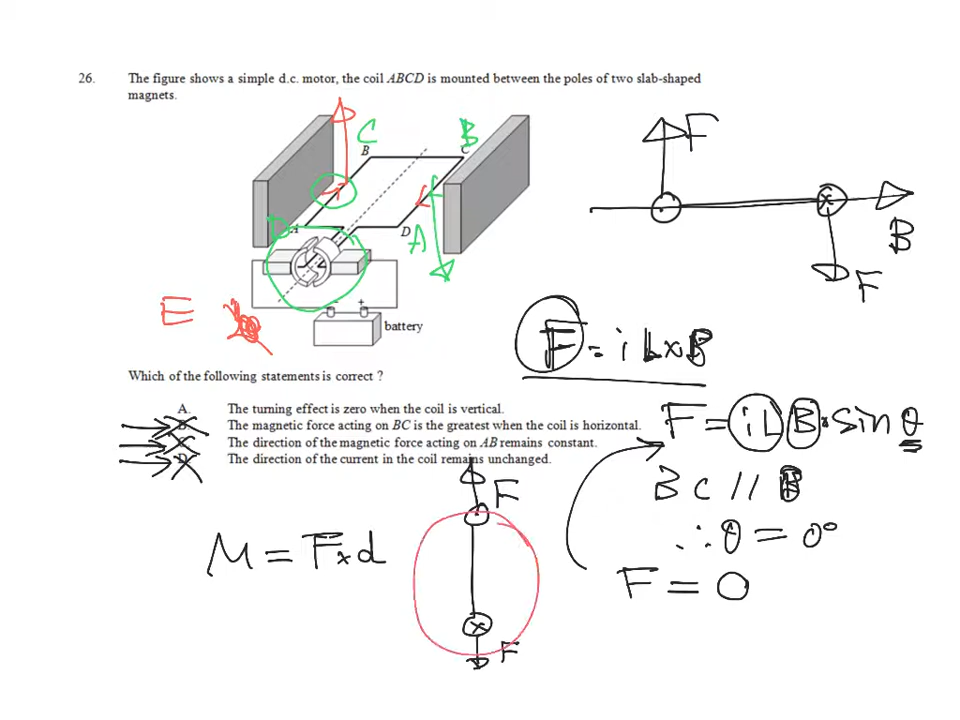 26. The figure shows a simple d.c. motor, the coil ABCD is mounted between the poles of two slab-shaped
magnets.
C
B
B
C
F
D
A
D
A
B
F
E
- +
battery
F = i L x B
Which of the following statements is correct ?
A. The turning effect is zero when the coil is vertical.
B. The magnetic force acting on BC is the greatest when the coil is horizontal.
C. The direction of the magnetic force acting on AB remains constant.
D. The direction of the current in the coil remains unchanged.
F = iLB·sin θ
BC // B
∴ θ = 0°
F = 0
F
M = F x d
F